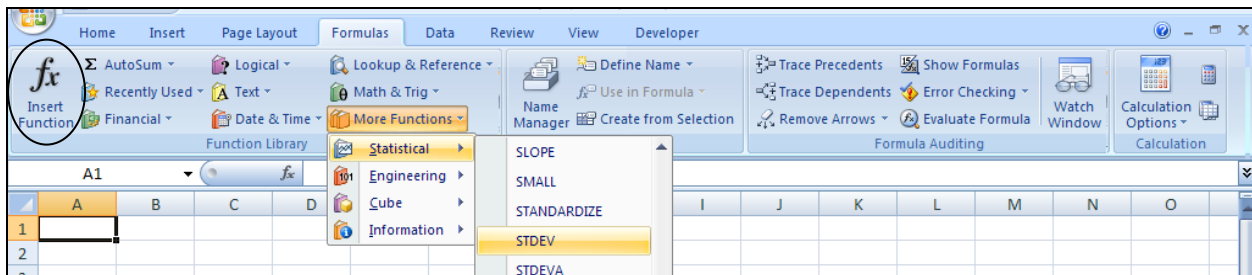 Home Insert Page Layout Formulas Data Review View Developer
fx Σ AutoSum Logical Lookup & Reference Define Name Trace Precedents Show Formulas
Insert Recently Used Text Math & Trig Name fx Use in Formula Trace Dependents Error Checking Watch Calculation
Function Financial Date & Time More Functions Manager Create from Selection Remove Arrows Evaluate Formula Window Options
Function Library Formula Auditing Calculation
A1 fx
Statistical
Engineering
Cube
Information
SLOPE
SMALL
STANDARDIZE
STDEV
STDEVA
A B C D I J K L M N O
1
2